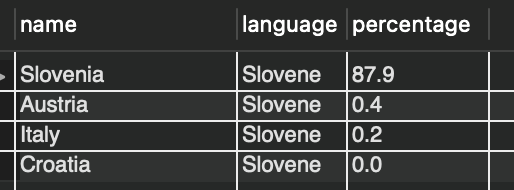 name language percentage
Slovenia Slovene 87.9
Austria Slovene 0.4
Italy Slovene 0.2
Croatia Slovene 0.0